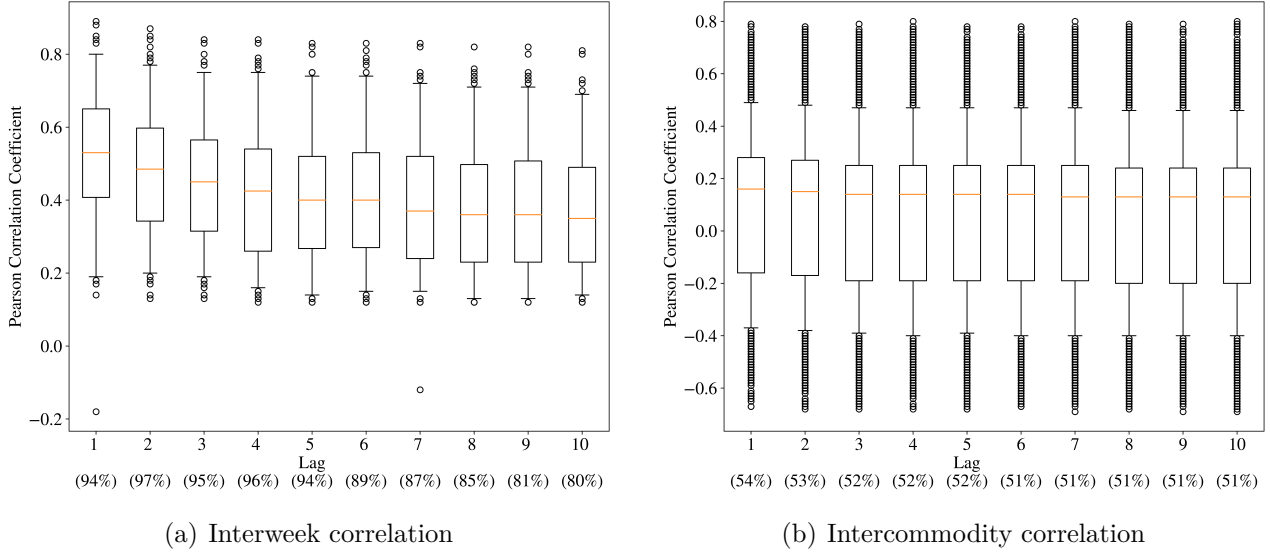 0.8
0.6
0.4
0.2
0.0
−0.2
Pearson Correlation Coefficient
1 2 3 4 5 6 7 8 9 10
Lag
(94%) (97%) (95%) (96%) (94%) (89%) (87%) (85%) (81%) (80%)
(a) Interweek correlation
0.8
0.6
0.4
0.2
0.0
−0.2
−0.4
−0.6
Pearson Correlation Coefficient
1 2 3 4 5 6 7 8 9 10
Lag
(54%) (53%) (52%) (52%) (52%) (51%) (51%) (51%) (51%) (51%)
(b) Intercommodity correlation